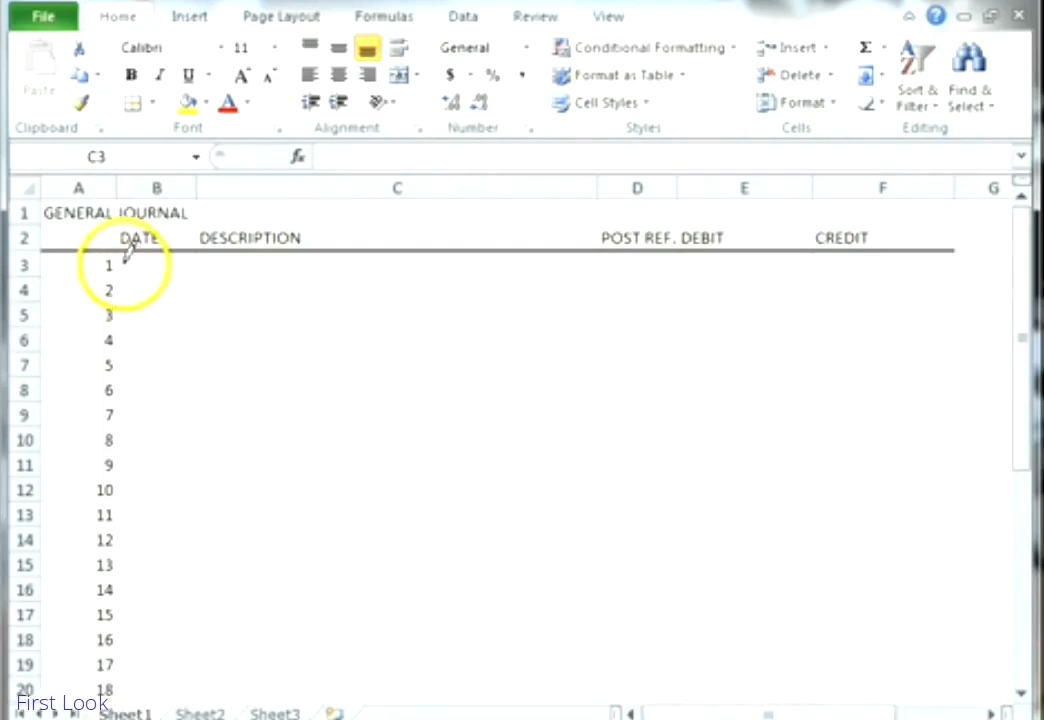 File Home Insert Page Layout Formulas Data Review View
Calibri 11 General Conditional Formatting Insert Σ
Paste B I U A A $ % , Format as Table Delete Sort & Find &
A Cell Styles Format Filter Select
Clipboard Font Alignment Number Styles Cells Editing
C3 fx
A B C D E F G
1 GENERAL JOURNAL
2 DATE DESCRIPTION POST REF. DEBIT CREDIT
3 1
4 2
5 3
6 4
7 5
8 6
9 7
10 8
11 9
12 10
13 11
14 12
15 13
16 14
17 15
18 16
19 17
20 18
First Look
Sheet1 Sheet2 Sheet3